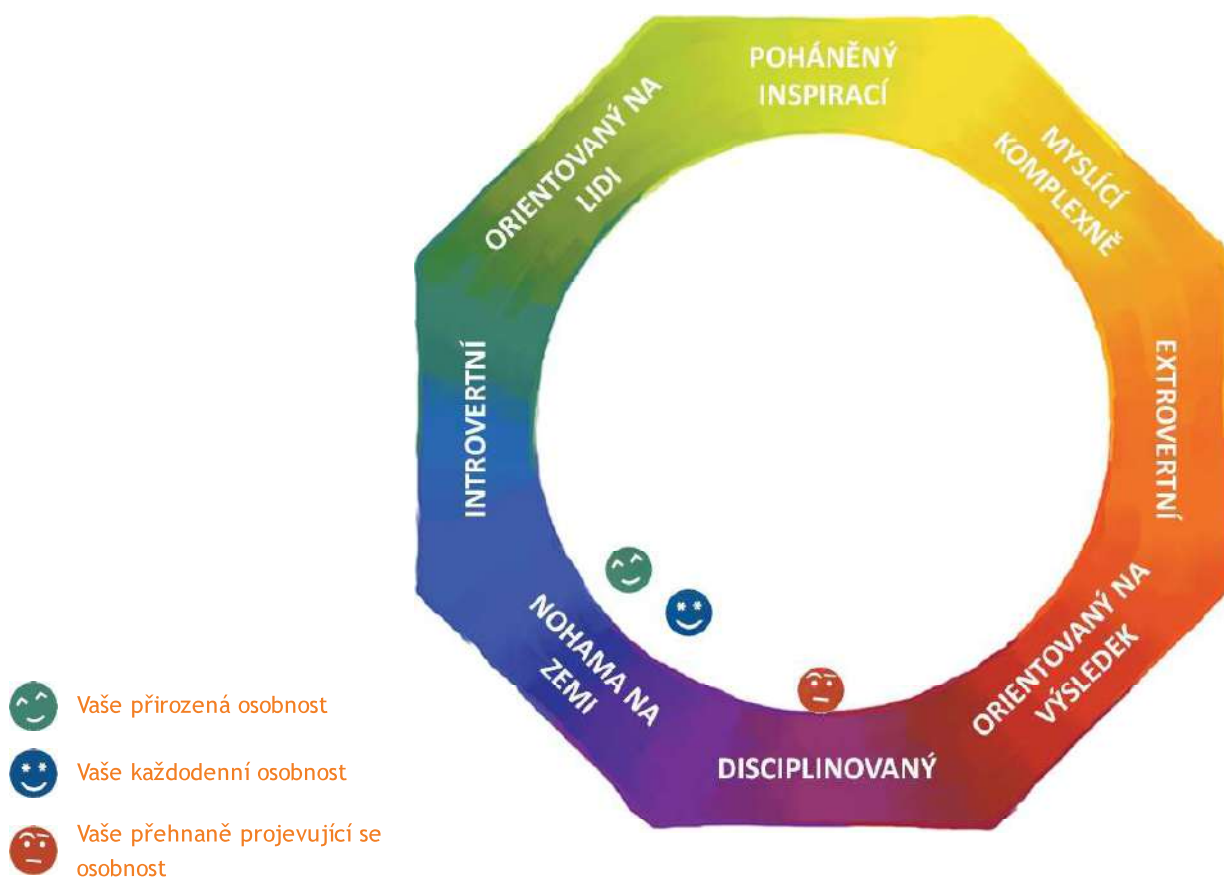 POHÁNĚNÝ
INSPIRACÍ
MYSLÍCÍ
KOMPLEXNĚ
EXTROVERTNÍ
ORIENTOVANÝ NA
VÝSLEDEK
DISCIPLINOVANÝ
NOHAMA NA
ZEMI
INTROVERTNÍ
ORIENTOVANÝ NA
LIDI
Vaše přirozená osobnost
Vaše každodenní osobnost
Vaše přehnaně projevující se
osobnost